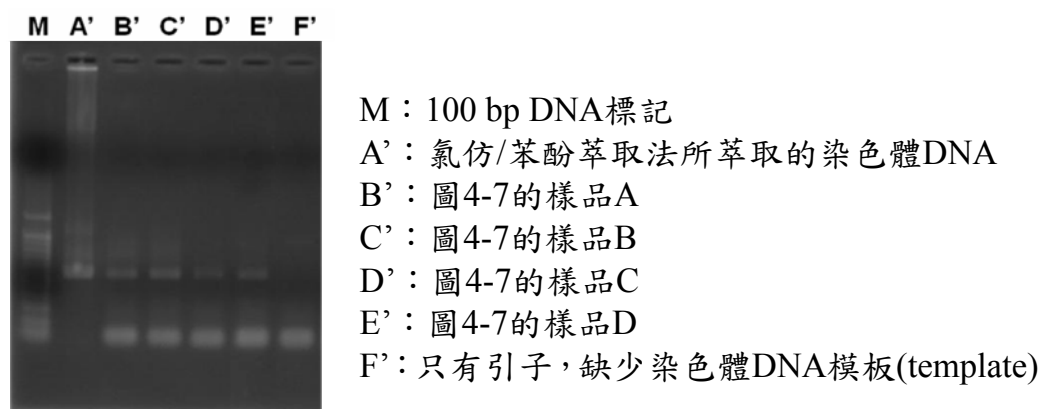 M A’ B’ C’ D’ E’ F’
M：100 bp DNA標記
A’：氯仿/苯酚萃取法所萃取的染色體DNA
B’：圖4-7的樣品A
C’：圖4-7的樣品B
D’：圖4-7的樣品C
E’：圖4-7的樣品D
F’：只有引子，缺少染色體DNA模板(template)